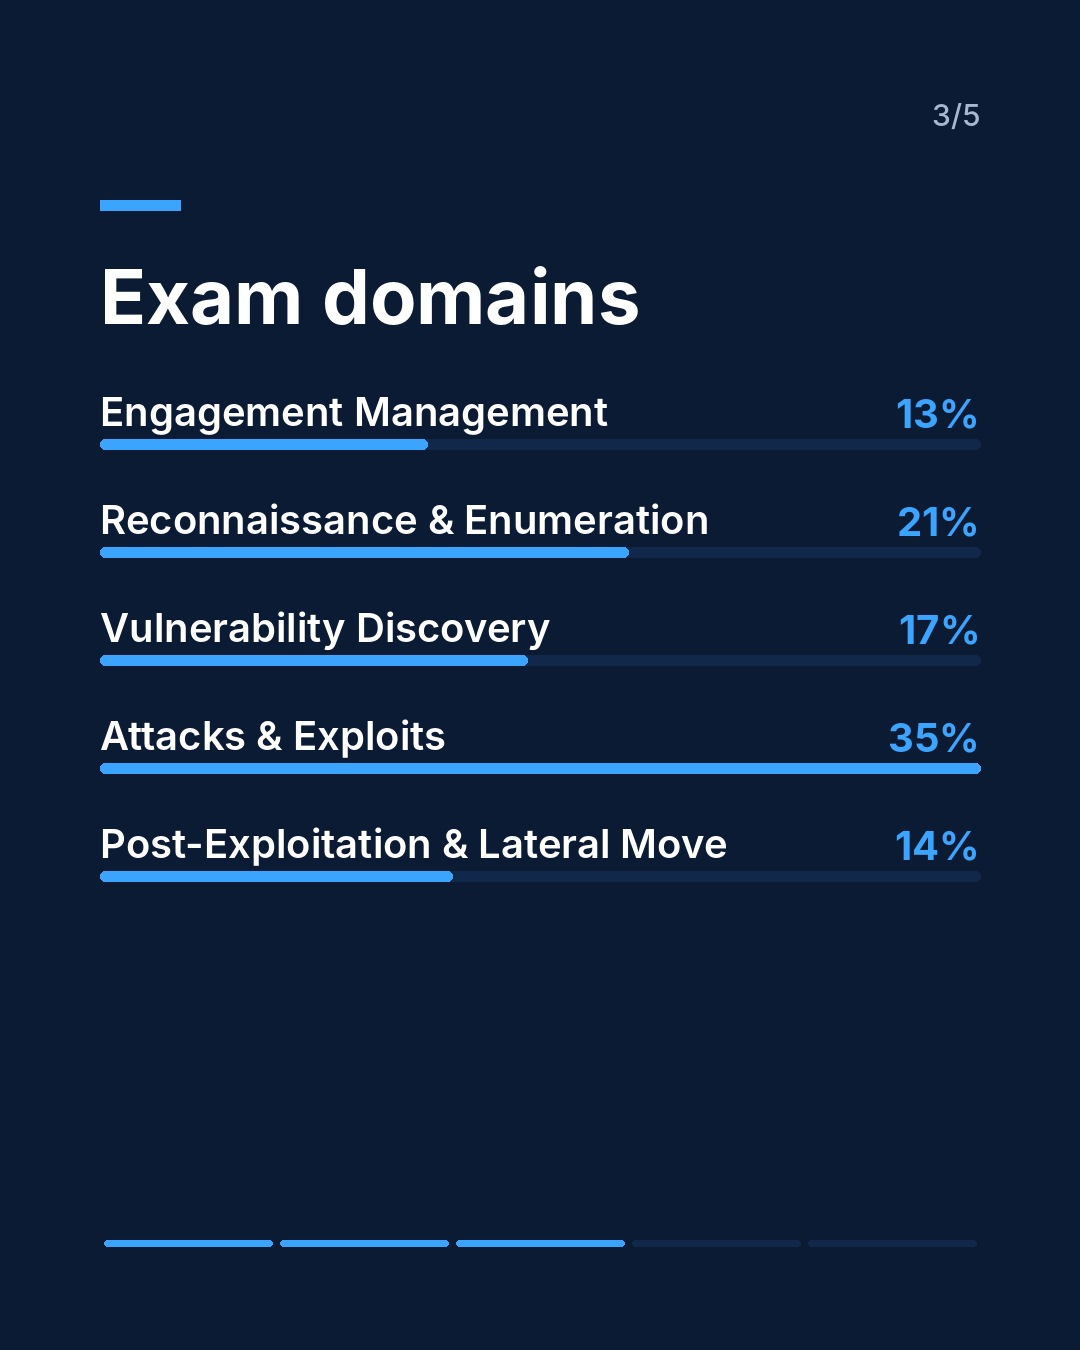 3/5
Exam domains
Engagement Management 13%
Reconnaissance & Enumeration 21%
Vulnerability Discovery 17%
Attacks & Exploits 35%
Post-Exploitation & Lateral Move 14%